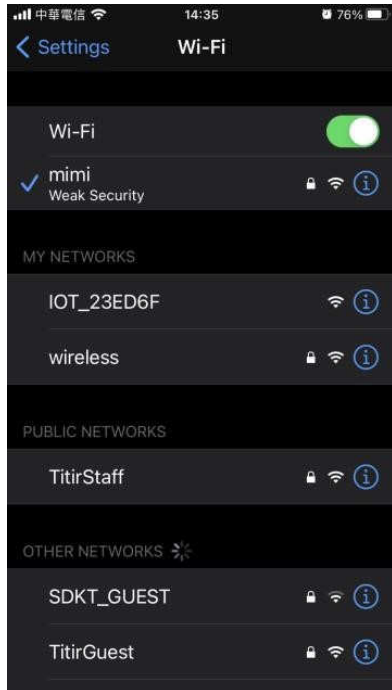 中華電信 14:35 76%
Settings Wi-Fi
Wi-Fi
mimi
Weak Security
MY NETWORKS
IOT_23ED6F
wireless
PUBLIC NETWORKS
TitirStaff
OTHER NETWORKS
SDKT_GUEST
TitirGuest